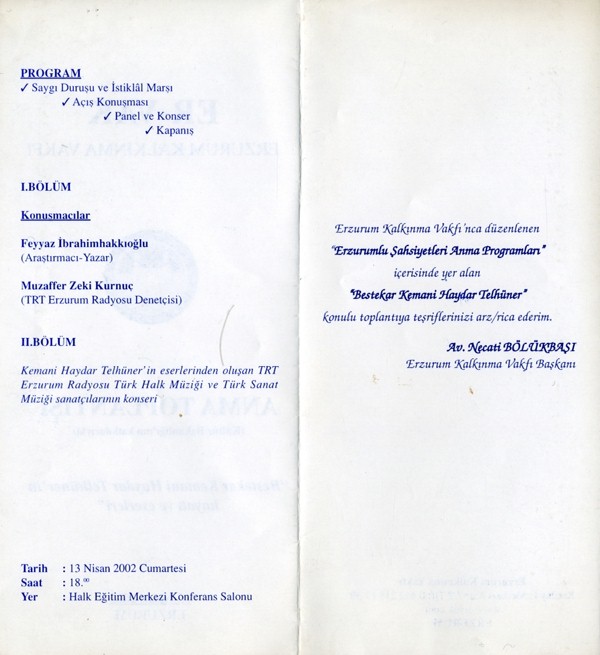 PROGRAM
✓ Saygı Duruşu ve İstiklâl Marşı
✓ Açış Konuşması
✓ Panel ve Konser
✓ Kapanış
I.BÖLÜM
Konuşmacılar
Feyyaz İbrahimhakkıoğlu
(Araştırmacı-Yazar)
Muzaffer Zeki Kurnuç
(TRT Erzurum Radyosu Denetçisi)
II.BÖLÜM
Kemani Haydar Telhüner'in eserlerinden oluşan TRT
Erzurum Radyosu Türk Halk Müziği ve Türk Sanat
Müziği sanatçılarının konseri
Tarih : 13 Nisan 2002 Cumartesi
Saat : 18.00
Yer : Halk Eğitim Merkezi Konferans Salonu
Erzurum Kalkınma Vakfı'nca düzenlenen
"Erzurumlu Şahsiyetleri Anma Programları"
içerisinde yer alan
"Bestekar Kemani Haydar Telhüner"
konulu toplantıya teşriflerinizi arz/rica ederim.
Av. Necati BÖLÜKBAŞI
Erzurum Kalkınma Vakfı Başkanı